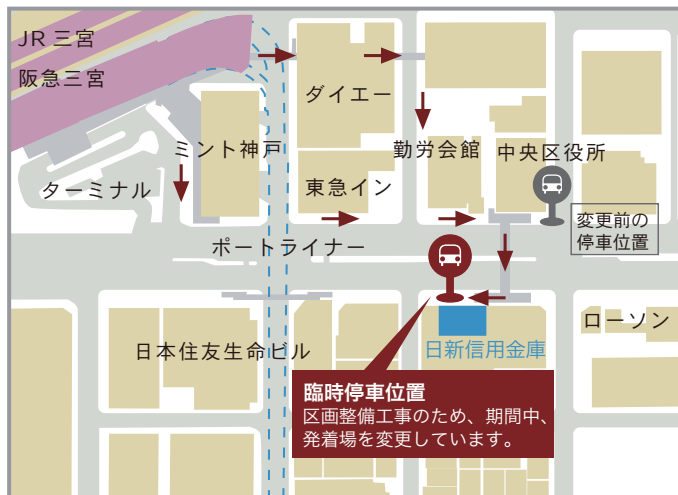 JR 三宮
阪急三宮
ダイエー
ミント神戸
勤労会館
中央区役所
ターミナル
東急イン
変更前の
停車位置
ポートライナー
ローソン
日本住友生命ビル
日新信用金庫
臨時停車位置
区画整備工事のため、期間中、
発着場を変更しています。